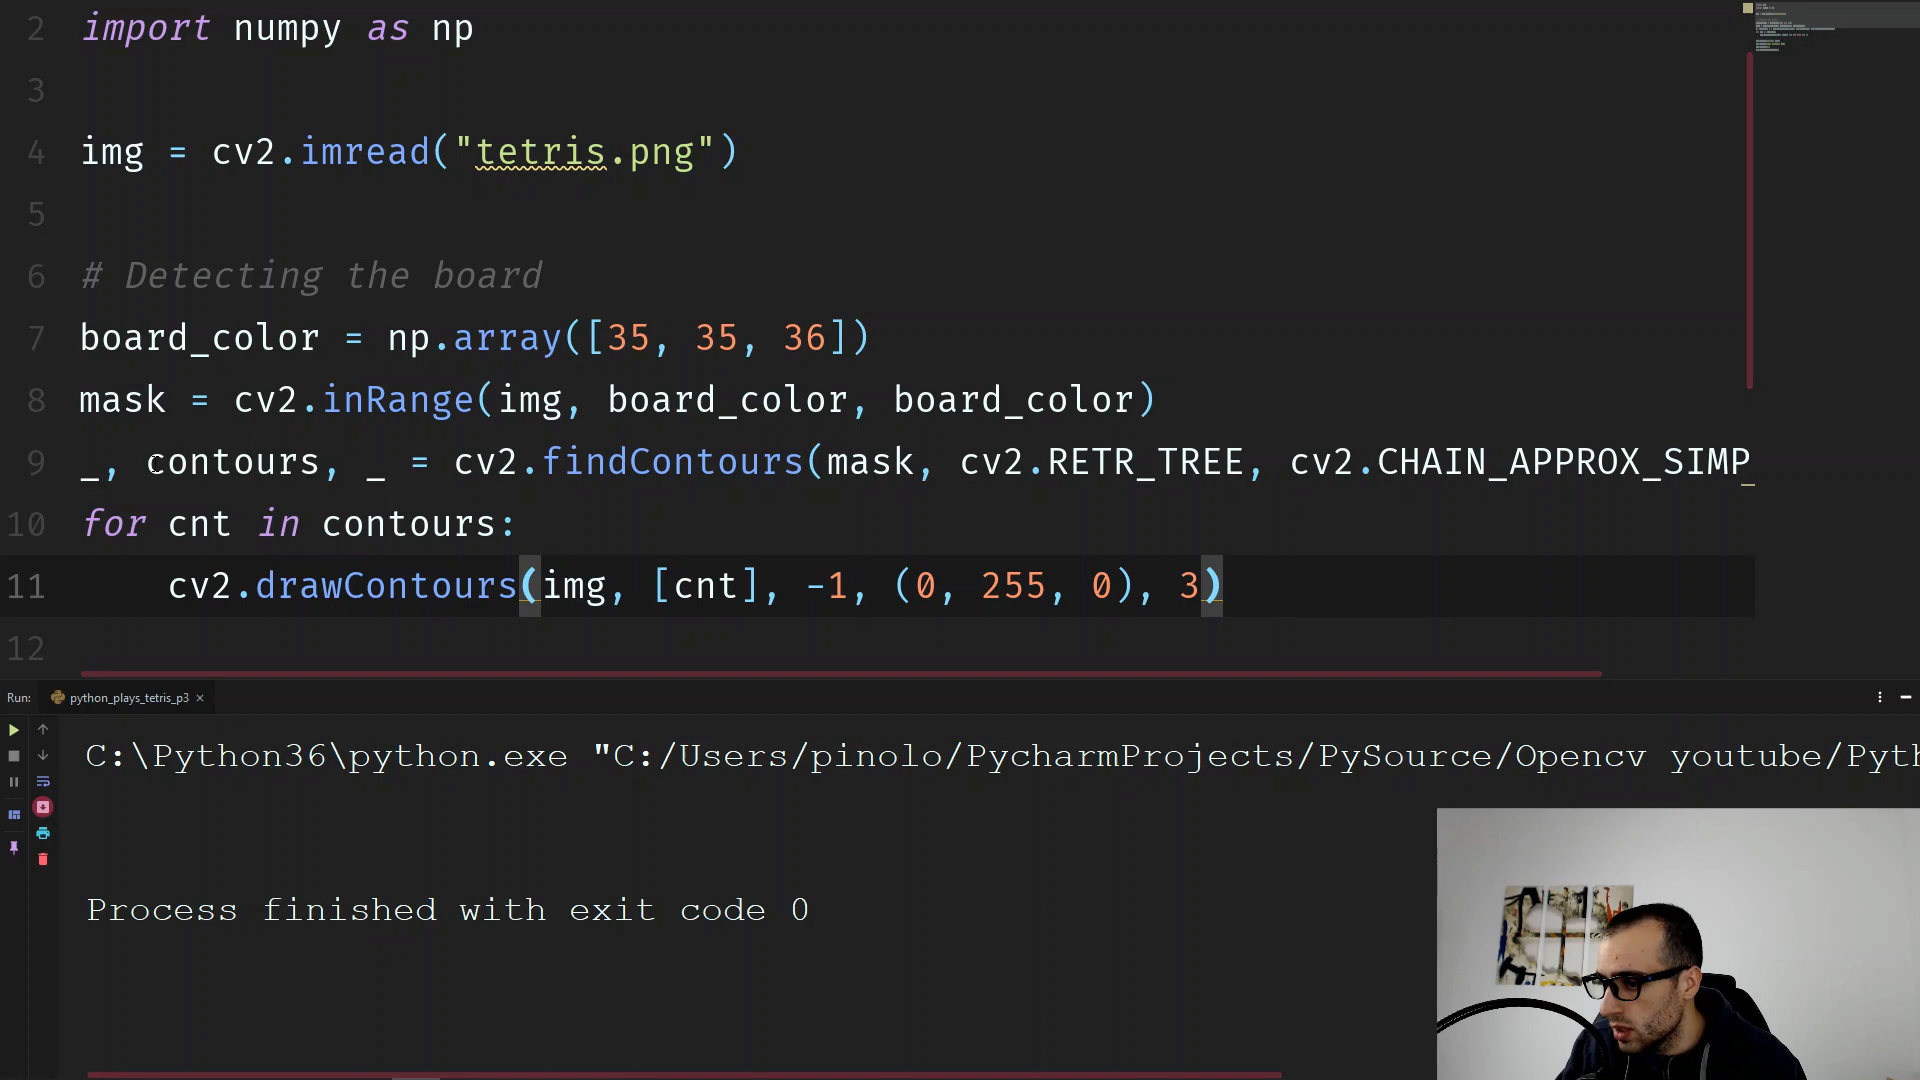 2 import numpy as np
3
4 img = cv2.imread("tetris.png")
5
6 # Detecting the board
7 board_color = np.array([35, 35, 36])
8 mask = cv2.inRange(img, board_color, board_color)
9 _, contours, _ = cv2.findContours(mask, cv2.RETR_TREE, cv2.CHAIN_APPROX_SIMP
10 for cnt in contours:
11 cv2.drawContours(img, [cnt], -1, (0, 255, 0), 3)
12
Run: python_plays_tetris_p3 ×
C:\Python36\python.exe "C:/Users/pinolo/PycharmProjects/PySource/Opencv youtube/Pyth
Process finished with exit code 0